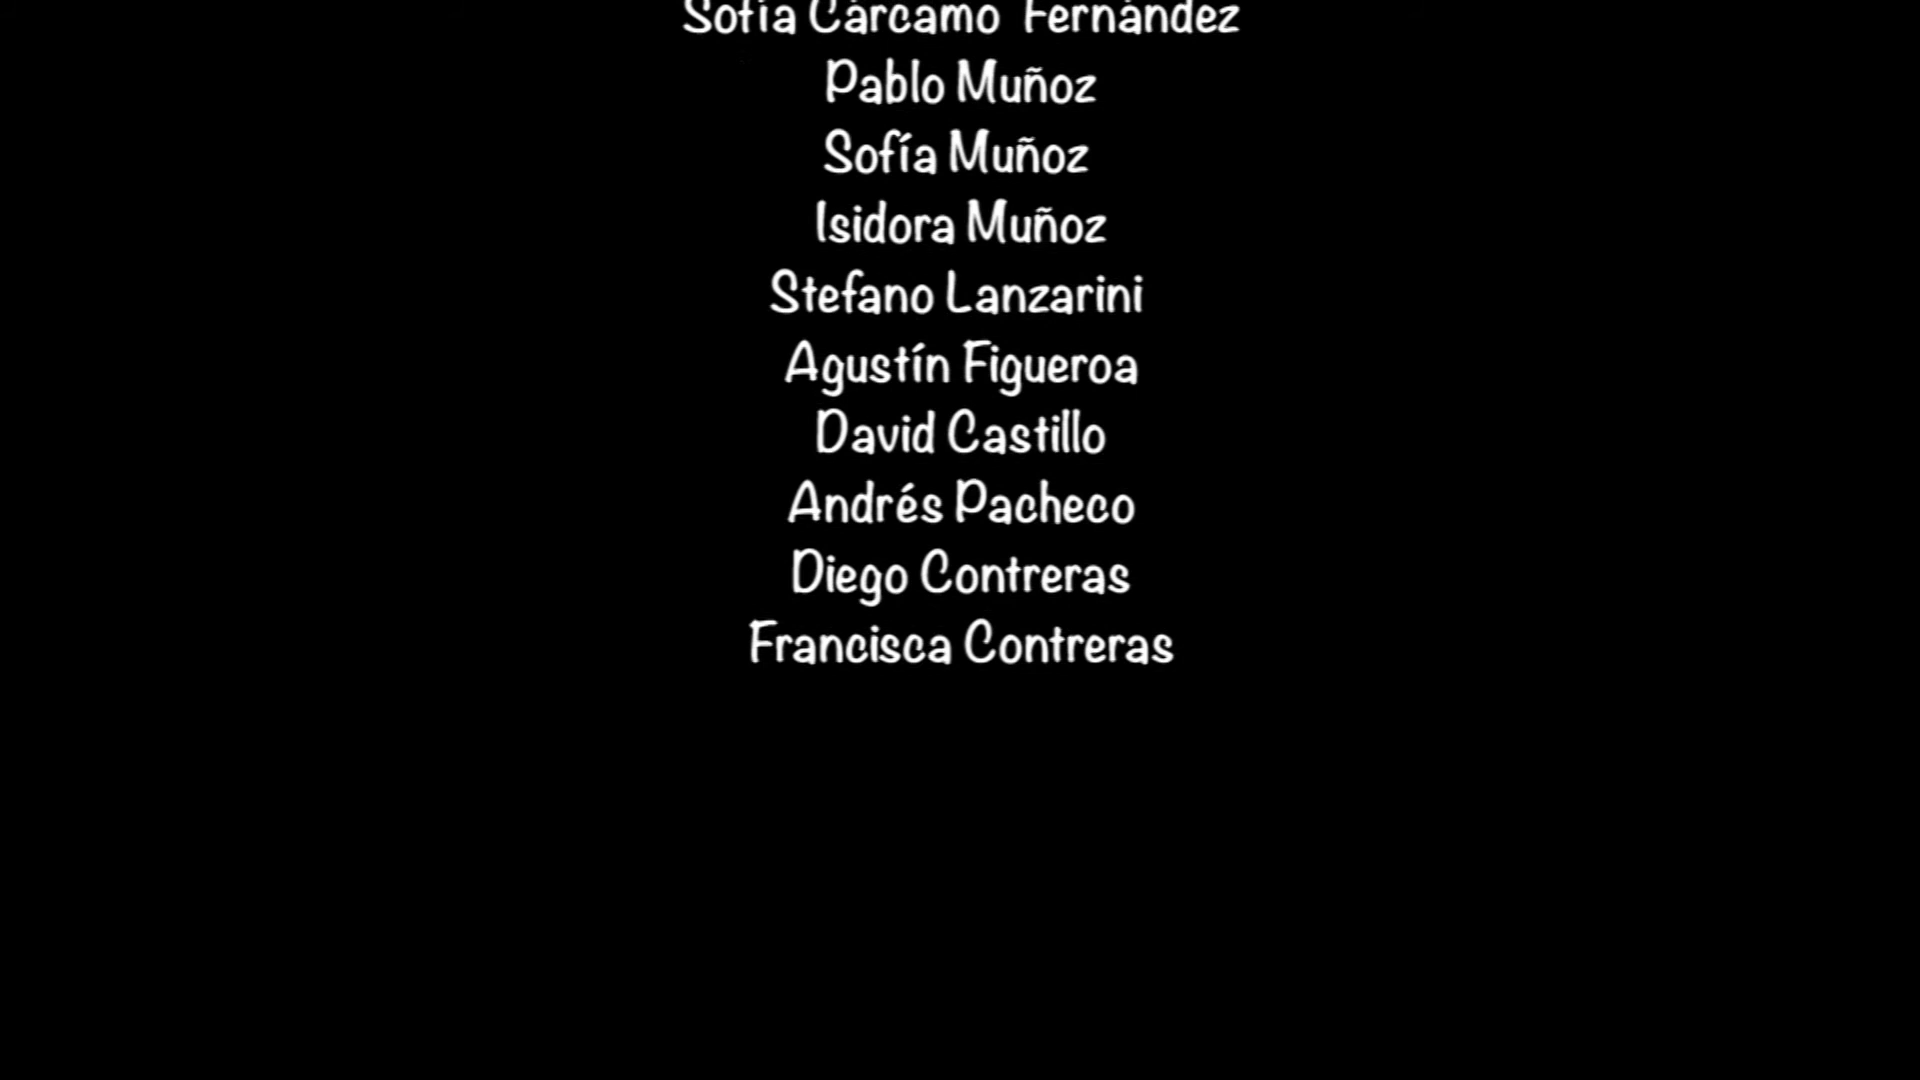 Sofía Cárcamo Fernández
Pablo Muñoz
Sofía Muñoz
Isidora Muñoz
Stefano Lanzarini
Agustín Figueroa
David Castillo
Andrés Pacheco
Diego Contreras
Francisca Contreras